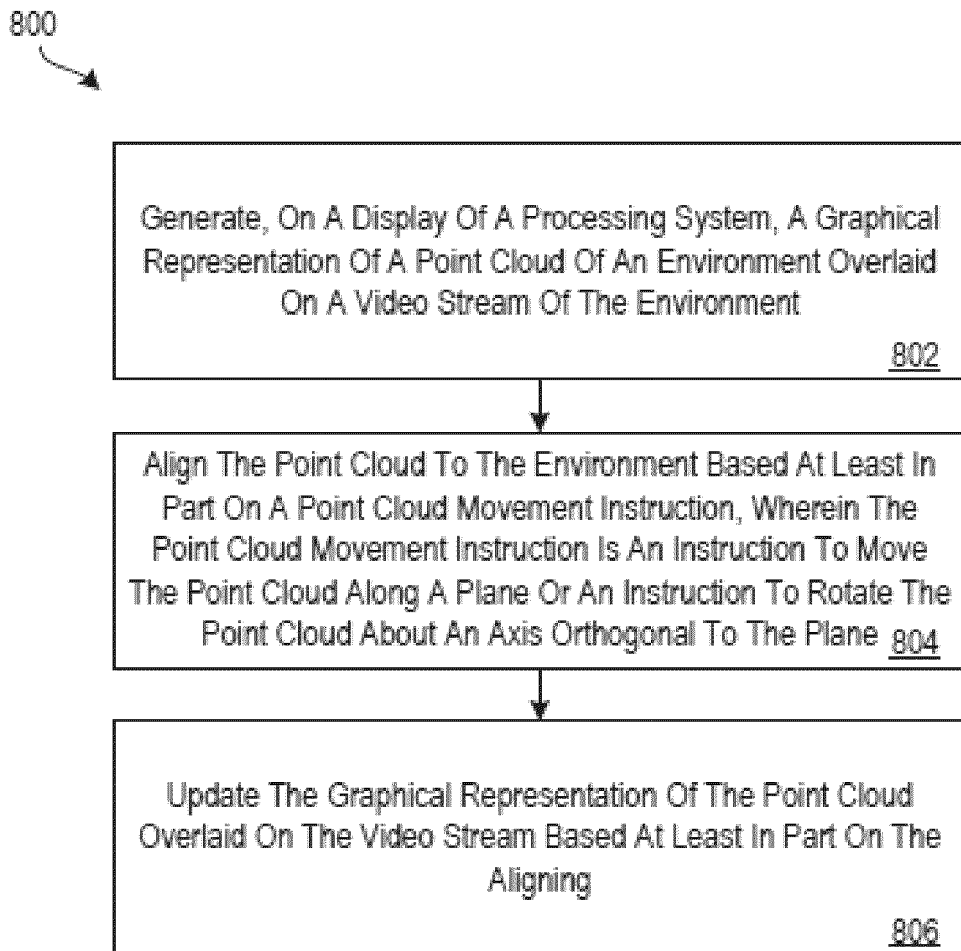 800
Generate, On A Display Of A Processing System, A Graphical
Representation Of A Point Cloud Of An Environment Overlaid
On A Video Stream Of The Environment
802
Align The Point Cloud To The Environment Based At Least In
Part On A Point Cloud Movement Instruction, Wherein The
Point Cloud Movement Instruction Is An Instruction To Move
The Point Cloud Along A Plane Or An Instruction To Rotate The
Point Cloud About An Axis Orthogonal To The Plane
804
Update The Graphical Representation Of The Point Cloud
Overlaid On The Video Stream Based At Least In Part On The
Aligning
806